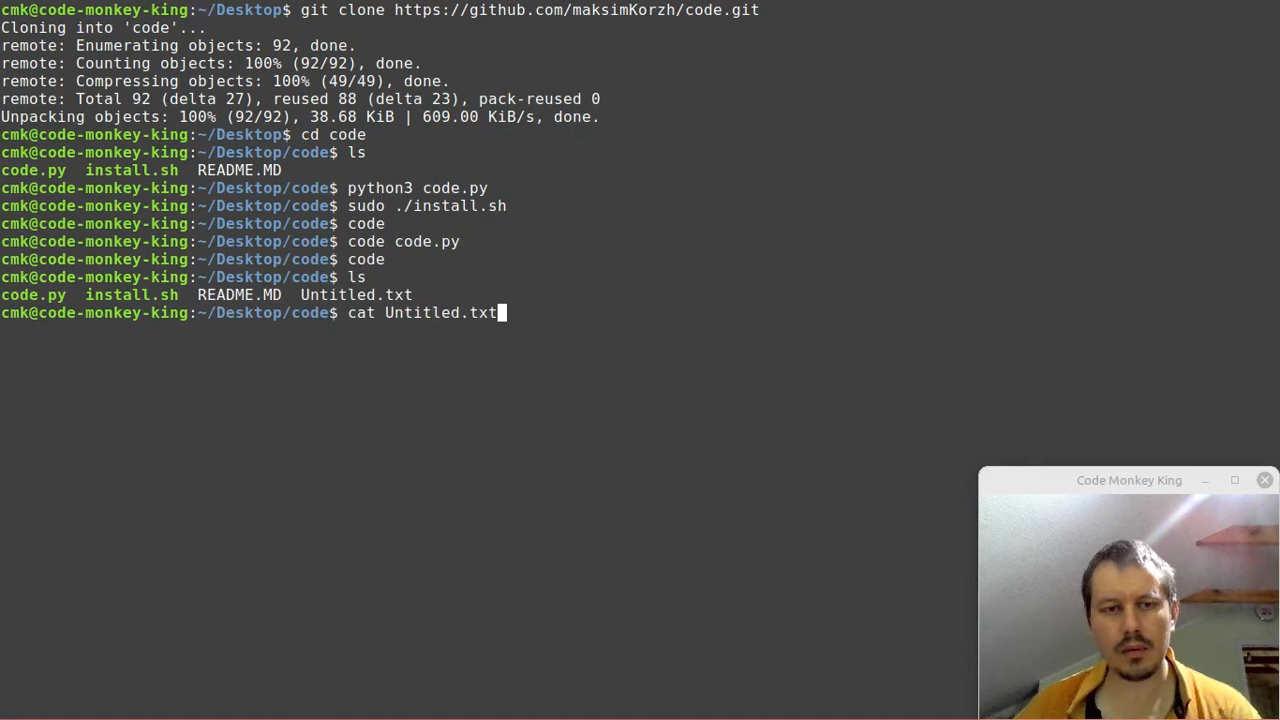 cmk@code-monkey-king:~/Desktop$ git clone https://github.com/maksimKorzh/code.git
Cloning into 'code'...
remote: Enumerating objects: 92, done.
remote: Counting objects: 100% (92/92), done.
remote: Compressing objects: 100% (49/49), done.
remote: Total 92 (delta 27), reused 88 (delta 23), pack-reused 0
Unpacking objects: 100% (92/92), 38.68 KiB | 609.00 KiB/s, done.
cmk@code-monkey-king:~/Desktop$ cd code
cmk@code-monkey-king:~/Desktop/code$ ls
code.py  install.sh  README.MD
cmk@code-monkey-king:~/Desktop/code$ python3 code.py
cmk@code-monkey-king:~/Desktop/code$ sudo ./install.sh
cmk@code-monkey-king:~/Desktop/code$ code
cmk@code-monkey-king:~/Desktop/code$ code code.py
cmk@code-monkey-king:~/Desktop/code$ code
cmk@code-monkey-king:~/Desktop/code$ ls
code.py  install.sh  README.MD  Untitled.txt
cmk@code-monkey-king:~/Desktop/code$ cat Untitled.txt
Code Monkey King